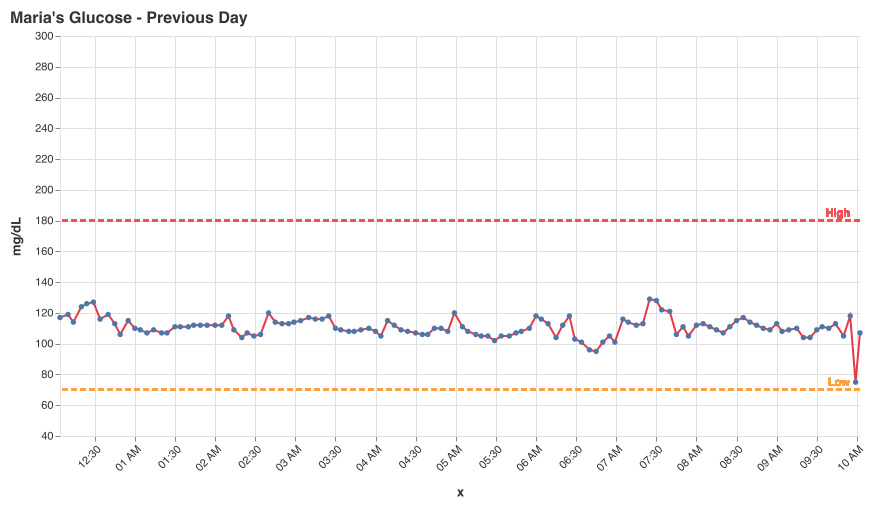 Maria's Glucose - Previous Day
300
280
260
240
220
200
180
160
140
120
100
80
60
40
mg/dL
High
Low
12:30
01 AM
01:30
02 AM
02:30
03 AM
03:30
04 AM
04:30
05 AM
05:30
06 AM
06:30
07 AM
07:30
08 AM
08:30
09 AM
09:30
10 AM
x